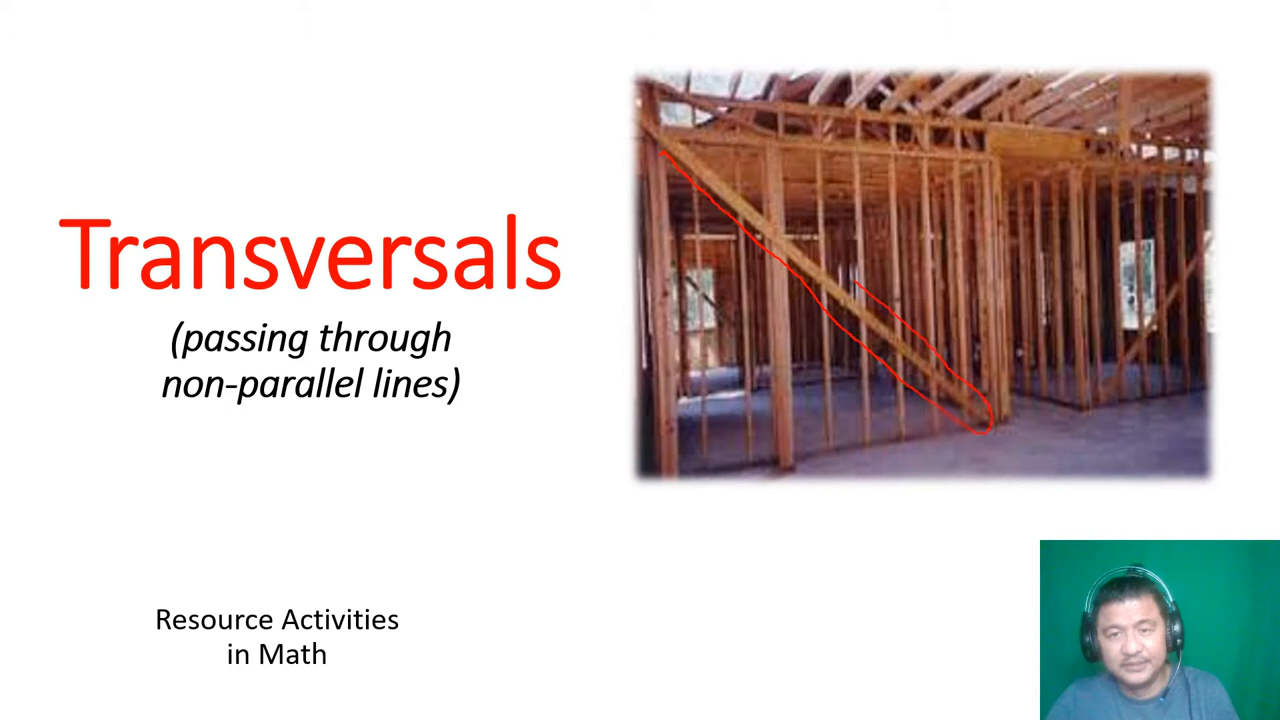 Transversals
(passing through
non-parallel lines)
Resource Activities
in Math